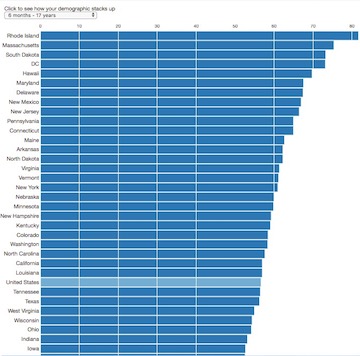 Click to see how your demographic stacks up
6 months - 17 years
0 10 20 30 40 50 60 70 80
Rhode Island
Massachusetts
South Dakota
DC
Hawaii
Maryland
Delaware
New Mexico
New Jersey
Pennsylvania
Connecticut
Maine
Arkansas
North Dakota
Virginia
Vermont
New York
Nebraska
Minnesota
New Hampshire
Kentucky
Colorado
Washington
North Carolina
California
Louisiana
United States
Tennessee
Texas
West Virginia
Wisconsin
Ohio
Indiana
Iowa